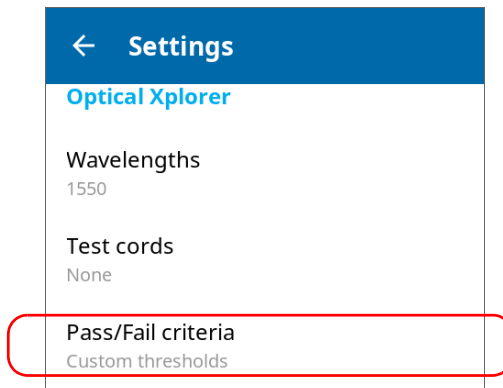 Settings
Optical Xplorer
Wavelengths
1550
Test cords
None
Pass/Fail criteria
Custom thresholds